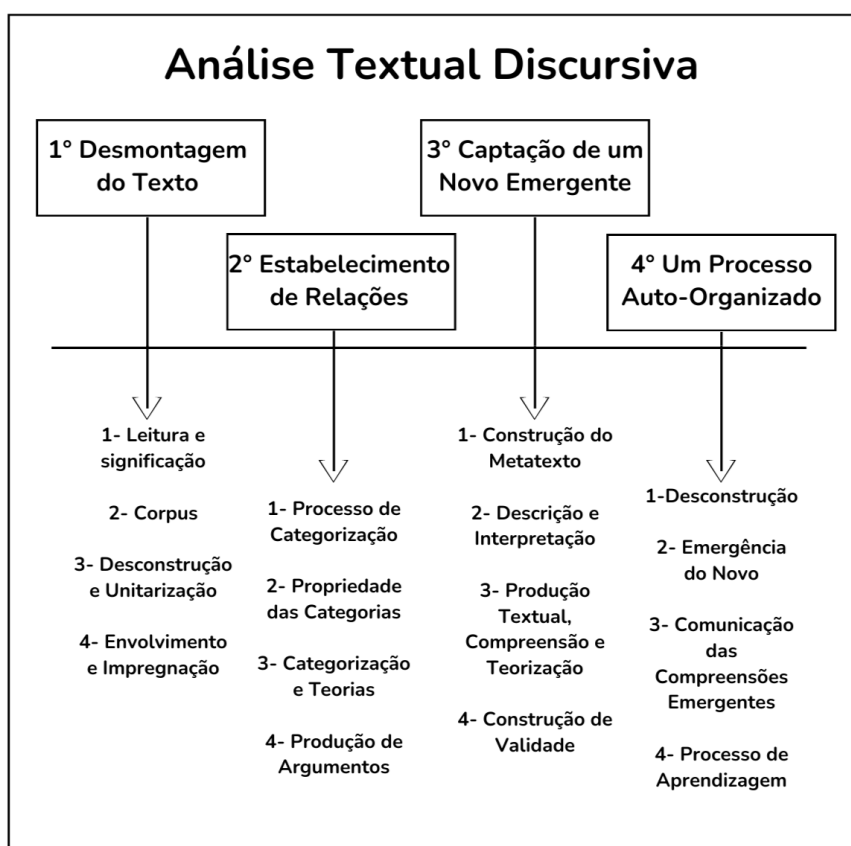 Análise Textual Discursiva
1° Desmontagem
do Texto
1- Leitura e
significação
2- Corpus
3- Desconstrução
e Unitarização
4- Envolvimento
e Impregnação
2° Estabelecimento
de Relações
1- Processo de
Categorização
2- Propriedade
das Categorias
3- Categorização
e Teorias
4- Produção de
Argumentos
3° Captação de um
Novo Emergente
1- Construção do
Metatexto
2- Descrição e
Interpretação
3- Produção
Textual,
Compreensão e
Teorização
4- Construção de
Validade
4° Um Processo
Auto-Organizado
1-Desconstrução
2- Emergência
do Novo
3- Comunicação
das
Compreensões
Emergentes
4- Processo de
Aprendizagem